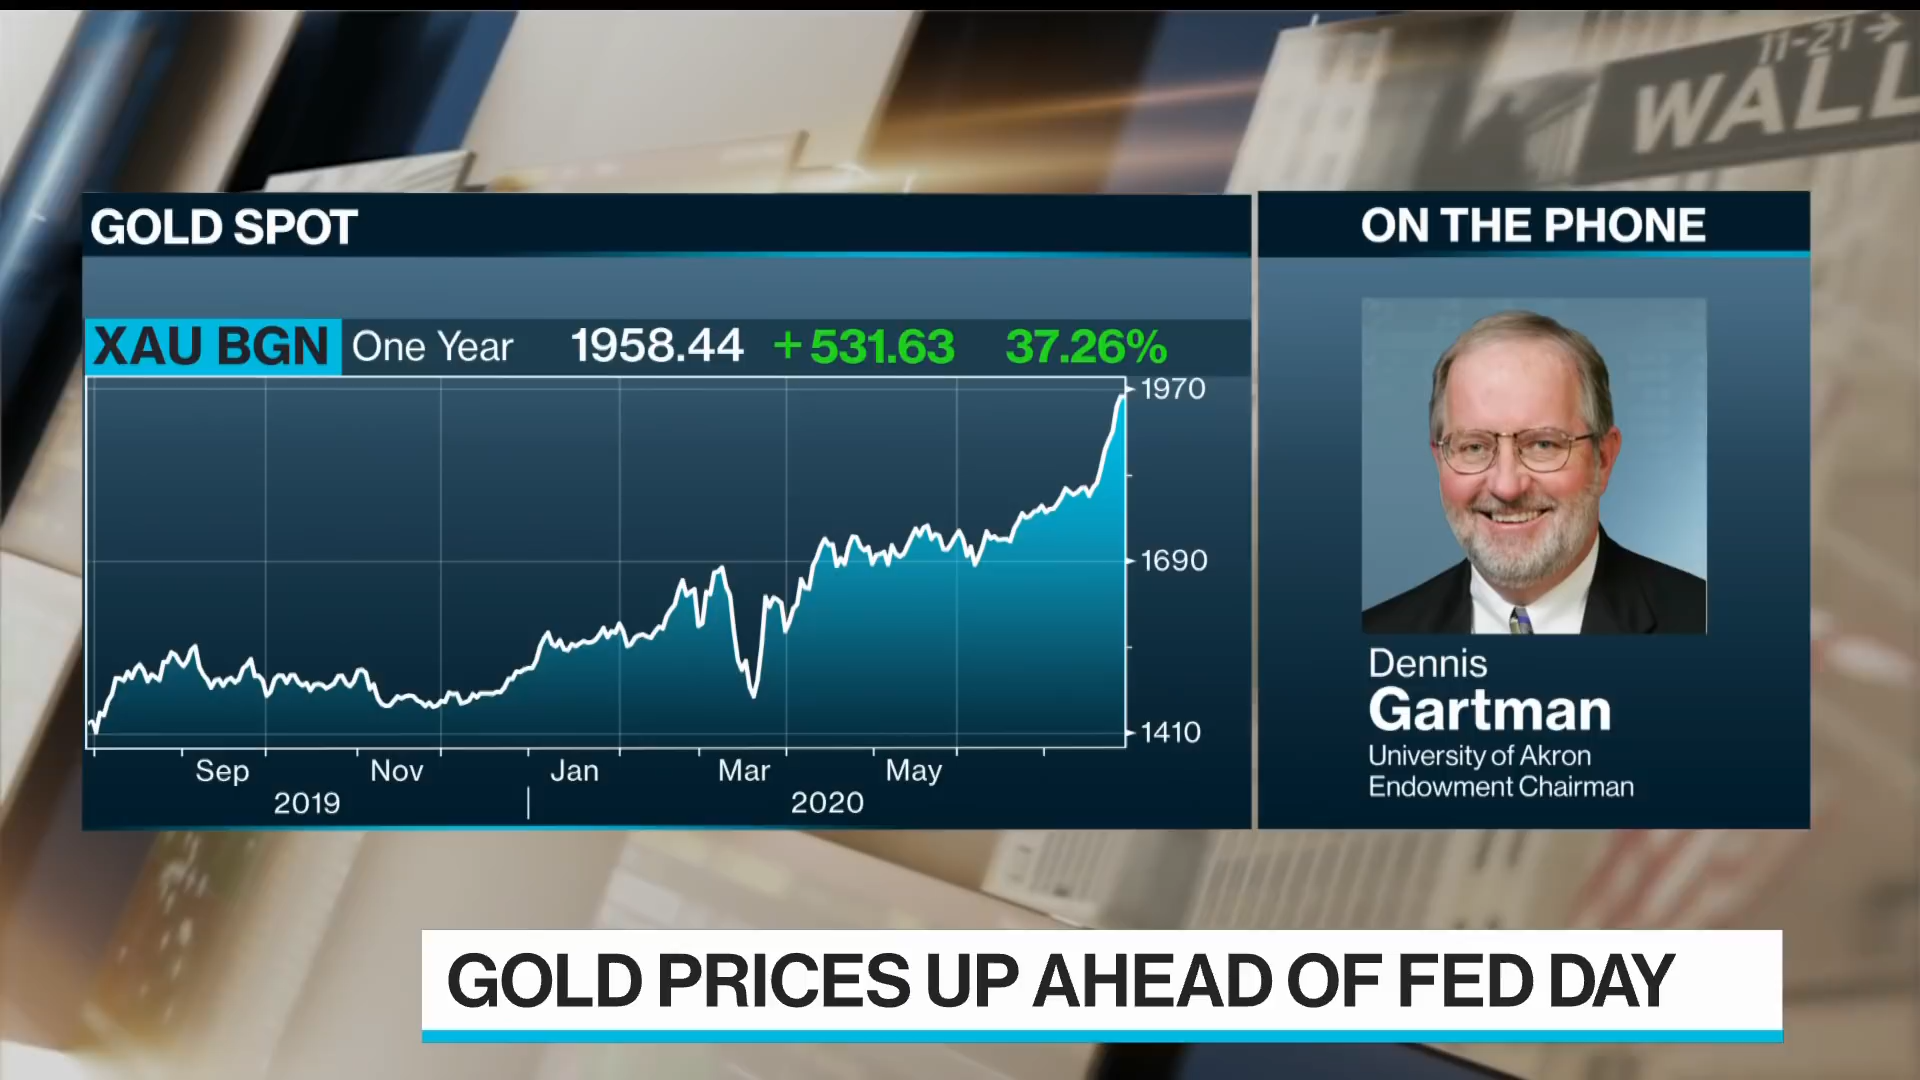 11-21→
WALL
GOLD SPOT
XAU BGN One Year 1958.44 +531.63 37.26%
1970
1690
1410
Sep Nov Jan Mar May
2019 2020
ON THE PHONE
Dennis
Gartman
University of Akron
Endowment Chairman
GOLD PRICES UP AHEAD OF FED DAY